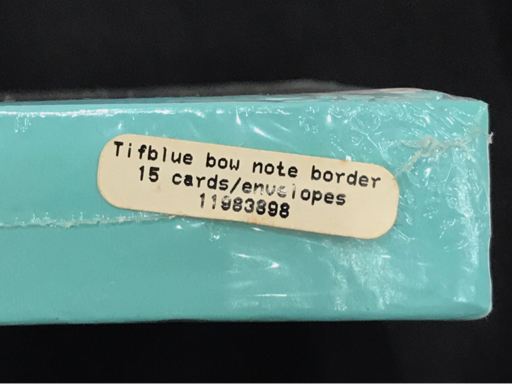 Tifblue bow note border
15 cards/envelopes
11983898